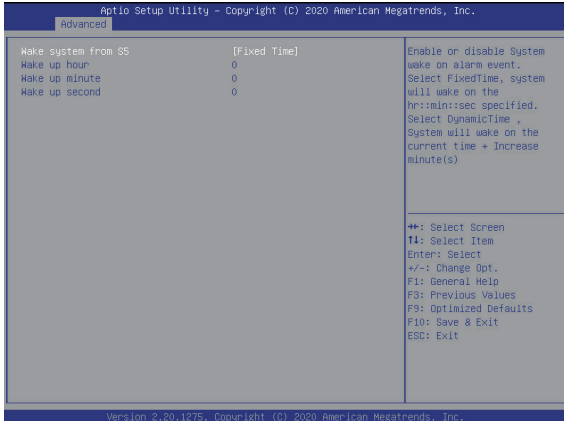 Aptio Setup Utility – Copyright (C) 2020 American Megatrends, Inc.
Advanced
Wake system from S5 [Fixed Time]
Wake up hour 0
Wake up minute 0
Wake up second 0
Enable or disable System
wake on alarm event.
Select FixedTime, system
will wake on the
hr::min::sec specified.
Select DynamicTime ,
System will wake on the
current time + Increase
minute(s)
→←: Select Screen
↑↓: Select Item
Enter: Select
+/-: Change Opt.
F1: General Help
F3: Previous Values
F9: Optimized Defaults
F10: Save & Exit
ESC: Exit
Version 2.20.1275. Copyright (C) 2020 American Megatrends, Inc.